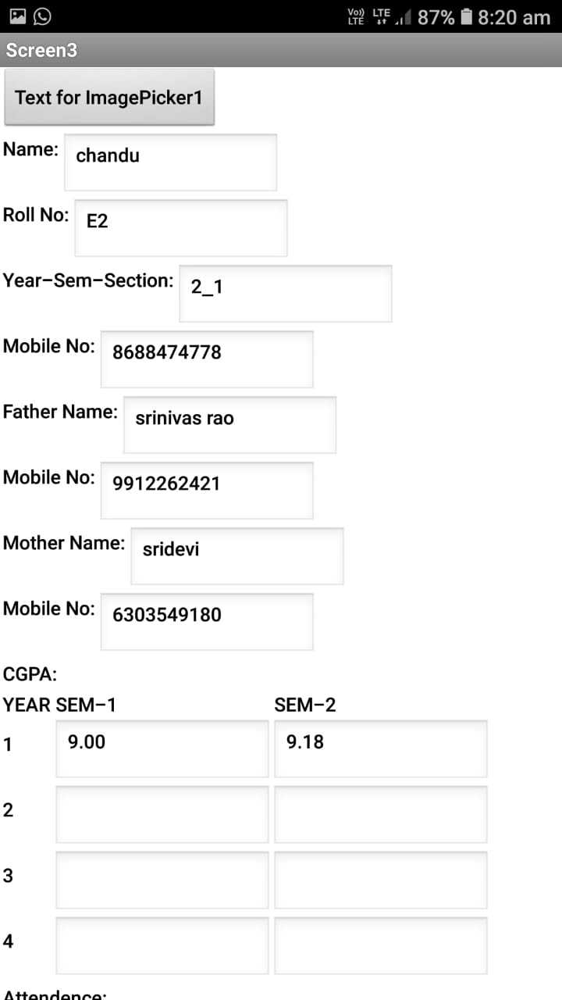 Vo)) LTE LTE 87% 8:20 am
Screen3
Text for ImagePicker1
Name: chandu
Roll No: E2
Year-Sem-Section: 2_1
Mobile No: 8688474778
Father Name: srinivas rao
Mobile No: 9912262421
Mother Name: sridevi
Mobile No: 6303549180
CGPA:
YEAR SEM-1 SEM-2
1 9.00 9.18
2
3
4
Attendence: